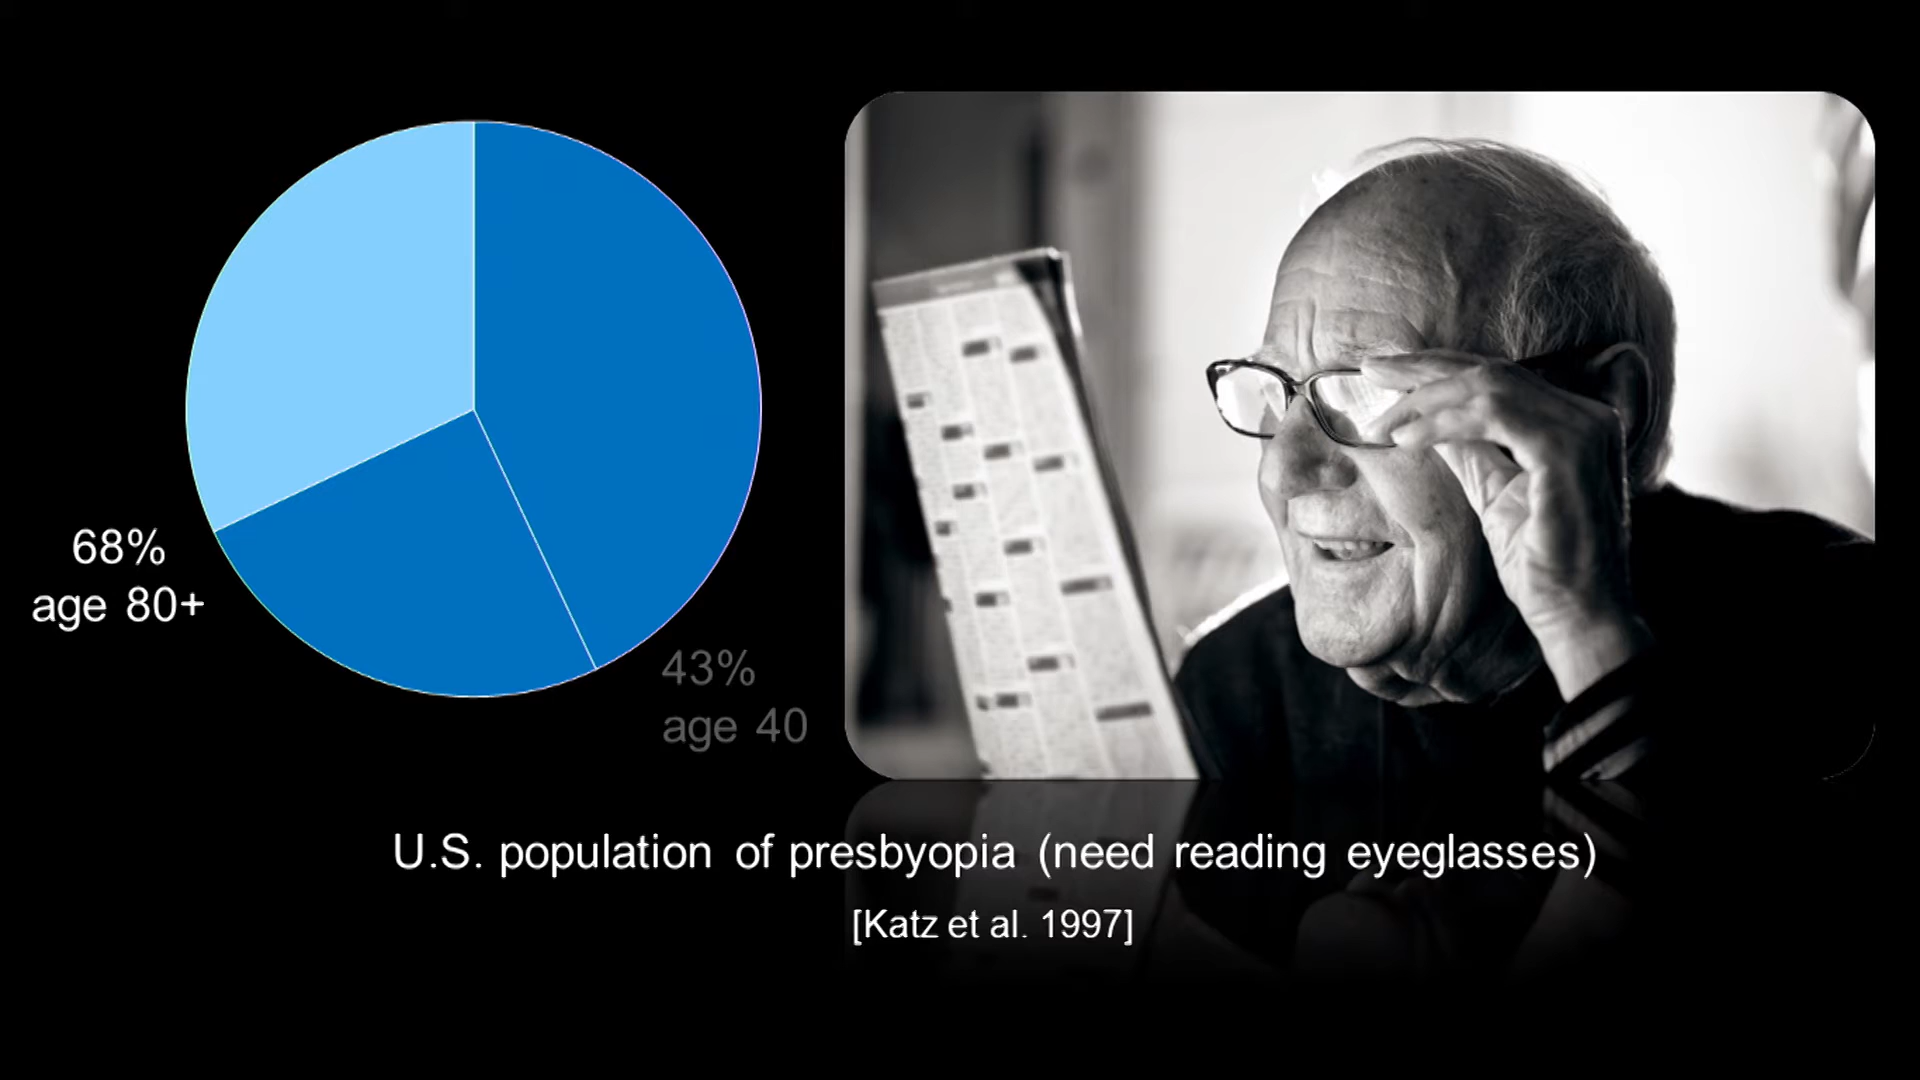 68%
age 80+
43%
age 40
U.S. population of presbyopia (need reading eyeglasses)
[Katz et al. 1997]